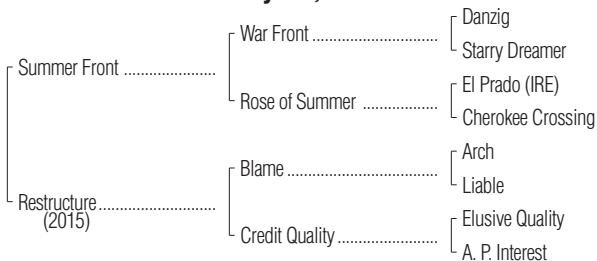 Danzig
War Front
Starry Dreamer
Summer Front
El Prado (IRE)
Rose of Summer
Cherokee Crossing
Arch
Blame
Liable
Restructure
(2015)
Elusive Quality
Credit Quality
A. P. Interest